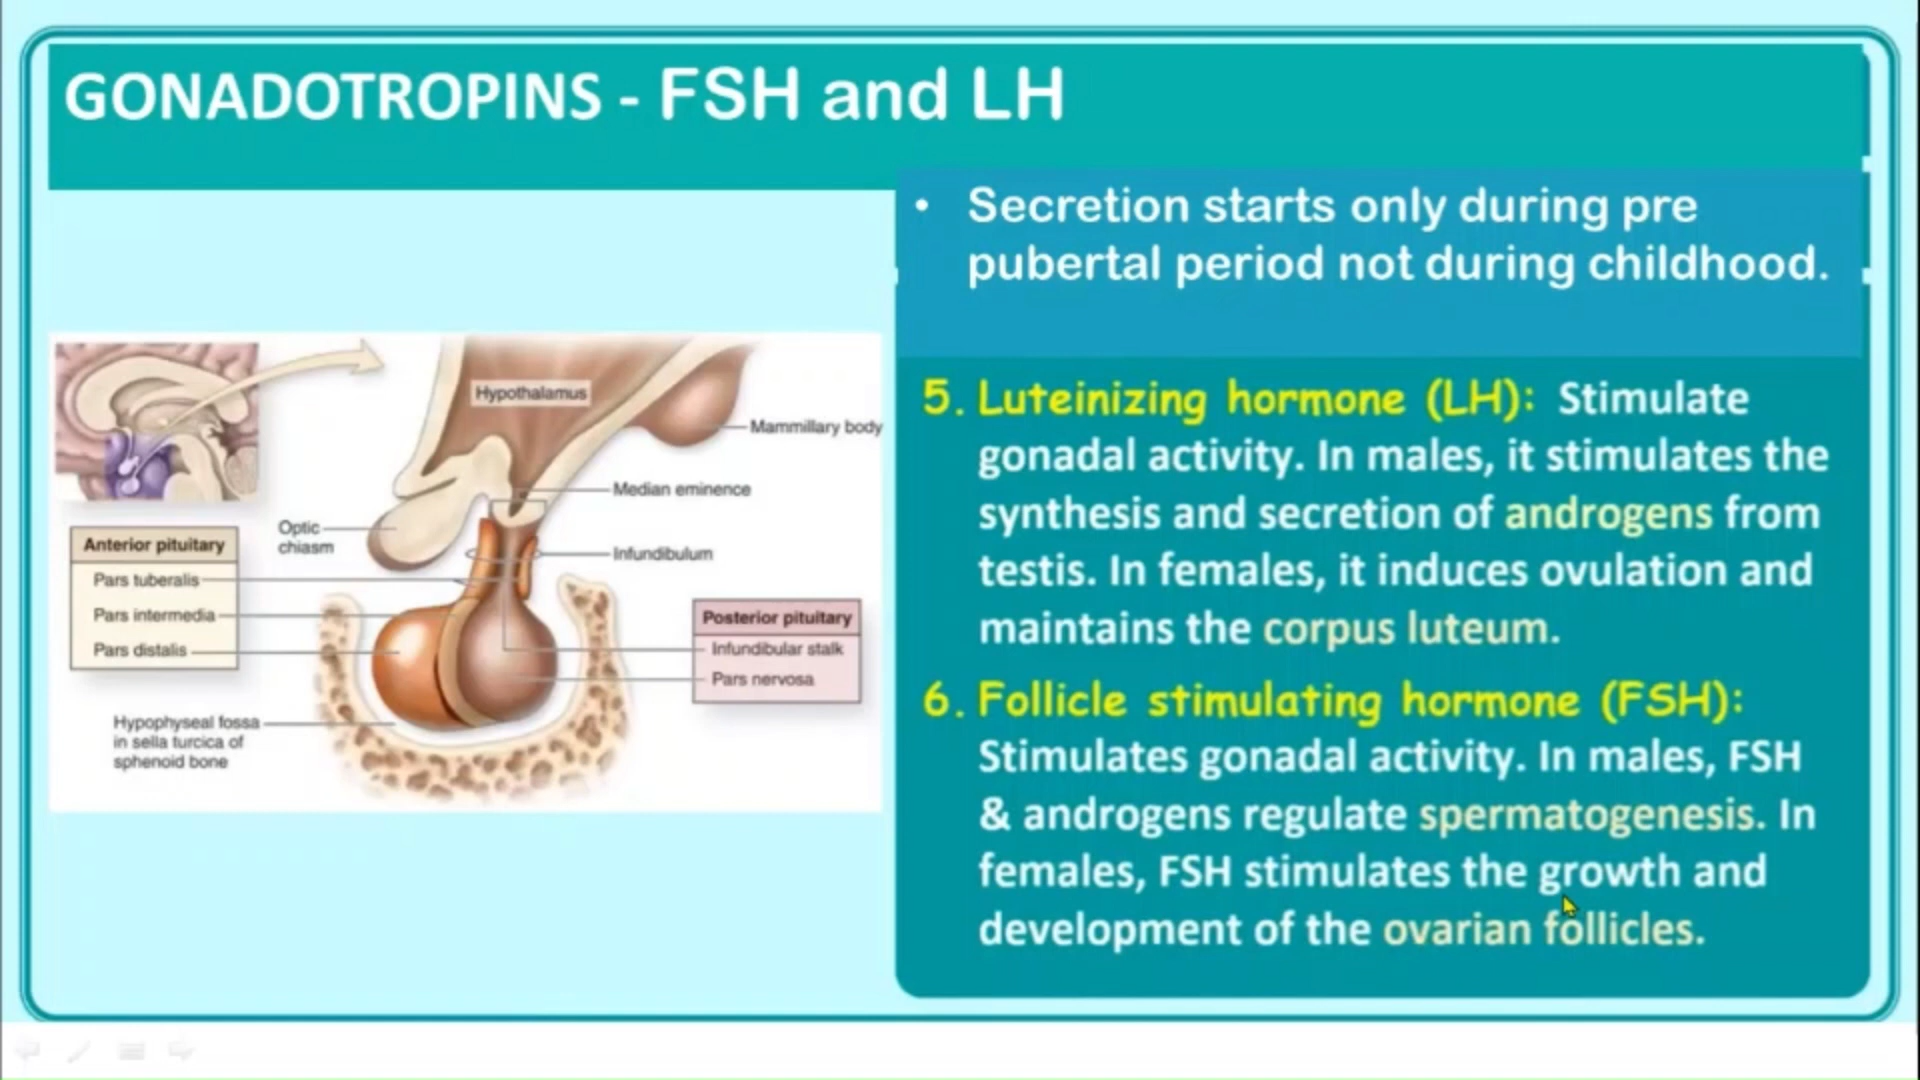 GONADOTROPINS - FSH and LH
• Secretion starts only during pre
pubertal period not during childhood.
Hypothalamus
Mammillary body
Median eminence
Optic
chiasm
Infundibulum
Anterior pituitary
Pars tuberalis
Pars intermedia
Pars distalis
Posterior pituitary
Infundibular stalk
Pars nervosa
Hypophyseal fossa
in sella turcica of
sphenoid bone
5. Luteinizing hormone (LH): Stimulate
gonadal activity. In males, it stimulates the
synthesis and secretion of androgens from
testis. In females, it induces ovulation and
maintains the corpus luteum.
6. Follicle stimulating hormone (FSH):
Stimulates gonadal activity. In males, FSH
& androgens regulate spermatogenesis. In
females, FSH stimulates the growth and
development of the ovarian follicles.